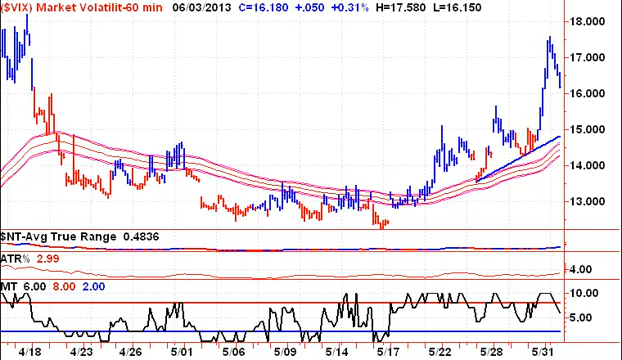 ($VIX) Market Volatilit-60 min 06/03/2013 C=16.180 +.050 +0.31% H=17.580 L=16.150
18.000
17.000
16.000
15.000
14.000
13.000
$NT-Avg True Range 0.4836
ATR% 2.99
4.00
MT 6.00 8.00 2.00
10.00
5.00
4/18 4/23 4/26 5/01 5/06 5/09 5/14 5/17 5/22 5/28 5/31